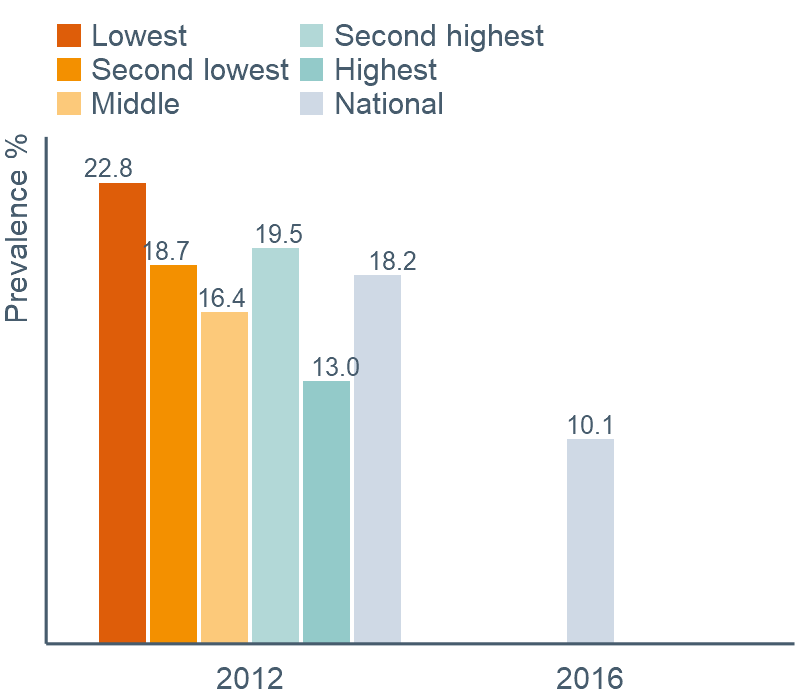 Lowest
Second lowest
Middle
Second highest
Highest
National
Prevalence %
22.8
18.7
16.4
19.5
13.0
18.2
10.1
2012
2016